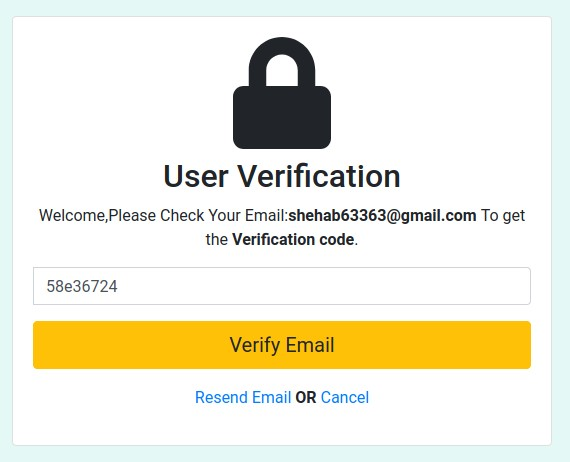 User Verification
Welcome,Please Check Your Email:shehab63363@gmail.com To get
the Verification code.
58e36724
Verify Email
Resend Email OR Cancel